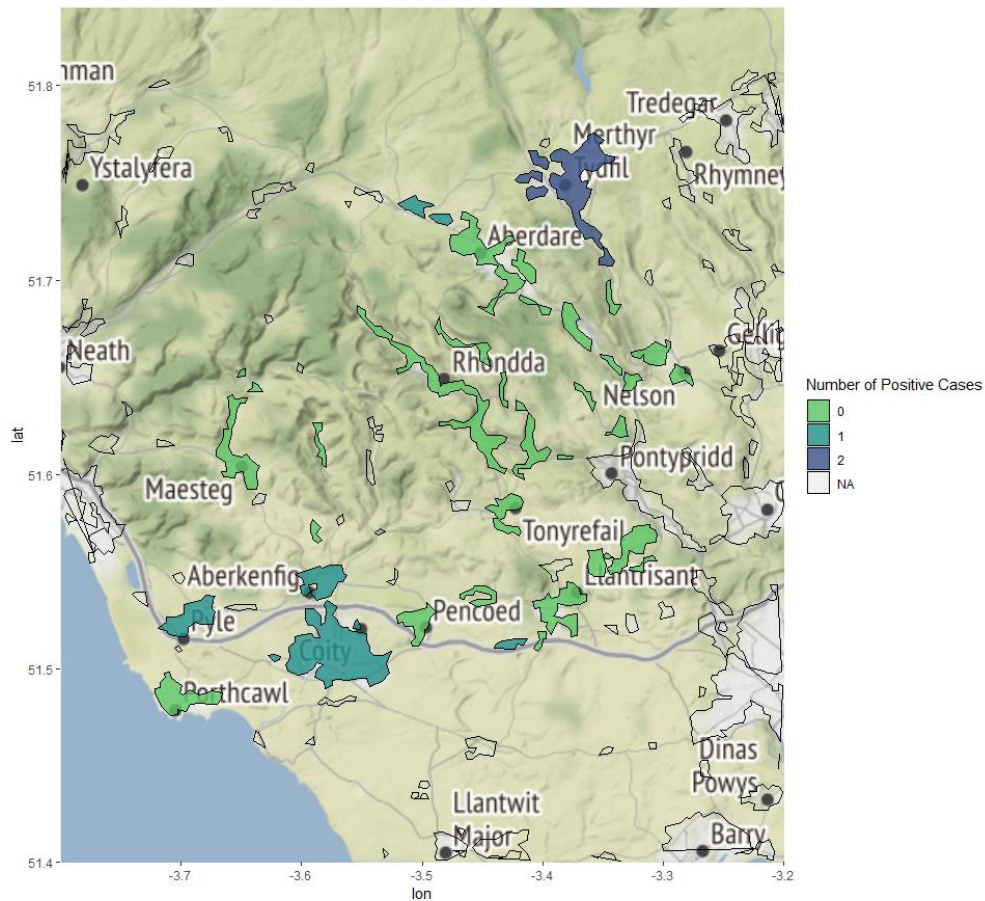 hman
51.8
Tredegar
Merthyr
Tydfil
Ystalyfera
Rhymney
Aberdare
51.7
Neath
Gellig
Rhondda
Nelson
Number of Positive Cases
0
1
2
NA
lat
51.6
Pontypridd
Maesteg
C
Tonyrefail
Aberkenfig
Llantrisant
Pyle
Pencoed
Coity
51.5
Porthcawl
Dinas
Powys
Llantwit
Major
Barry
51.4
-3.7
-3.6
-3.5
-3.4
-3.3
-3.2
lon